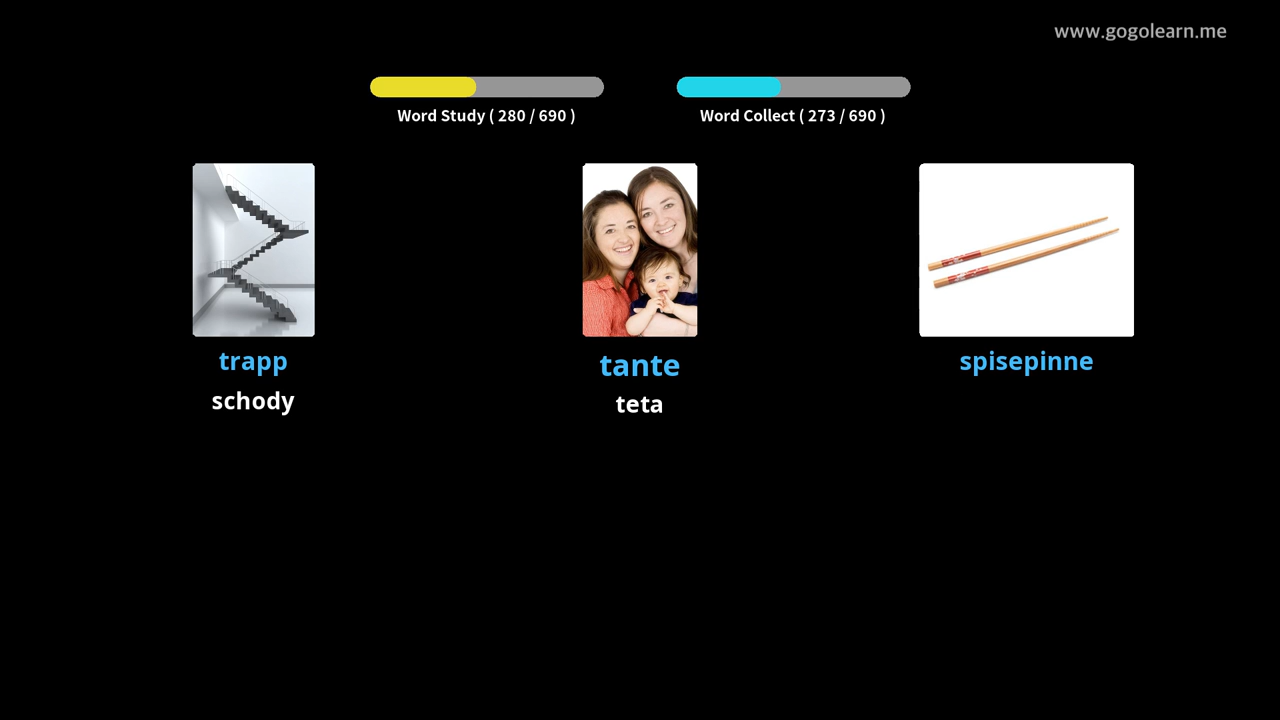 www.gogolearn.me
Word Study ( 280 / 690 )
Word Collect ( 273 / 690 )
trapp
schody
tante
teta
spisepinne